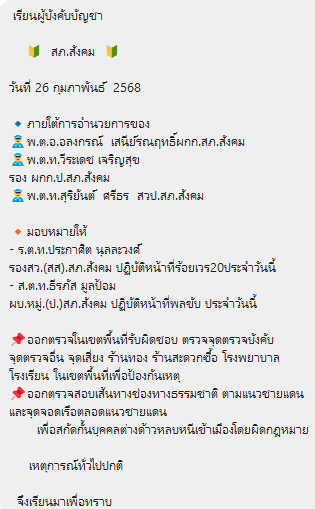 เรียนผู้บังคับบัญชา
🔰 สภ.สังคม 🔰
วันที่ 26 กุมภาพันธ์ 2568
🔹ภายใต้การอำนวยการของ
👮พ.ต.อ.อลงกรณ์ เสนีย์รณฤทธิ์ผกก.สภ.สังคม
👮พ.ต.ท.วีระเดช เจริญสุข
รอง ผกก.ป.สภ.สังคม
👮พ.ต.ท.สุริยันต์ ศรีธร สวป.สภ.สังคม
🔸มอบหมายให้
- ร.ต.ท.ประกาศิต นุลละวงศ์
รองสว.(สส).สภ.สังคม ปฏิบัติหน้าที่ร้อยเวร20ประจำวันนี้
- ส.ต.ท.ธีรภัส มูลป้อม
ผบ.หมู่.(ป.)สภ.สังคม ปฏิบัติหน้าที่พลขับ ประจำวันนี้
📌ออกตรวจในเขตพื้นที่รับผิดชอบ ตรวจจุดตรวจบังคับ
จุดตรวจอื่น จุดเสี่ยง ร้านทอง ร้านสะดวกซื้อ โรงพยาบาล
โรงเรียน ในเขตพื้นที่เพื่อป้องกันเหตุ
📌ออกตรวจสอบเส้นทางช่องทางธรรมชาติ ตามแนวชายแดน
และจุดจอดเรือตลอดแนวชายแดน
เพื่อสกัดกั้นบุคคลต่างด้าวหลบหนีเข้าเมืองโดยผิดกฎหมาย
เหตุการณ์ทั่วไปปกติ
จึงเรียนมาเพื่อทราบ